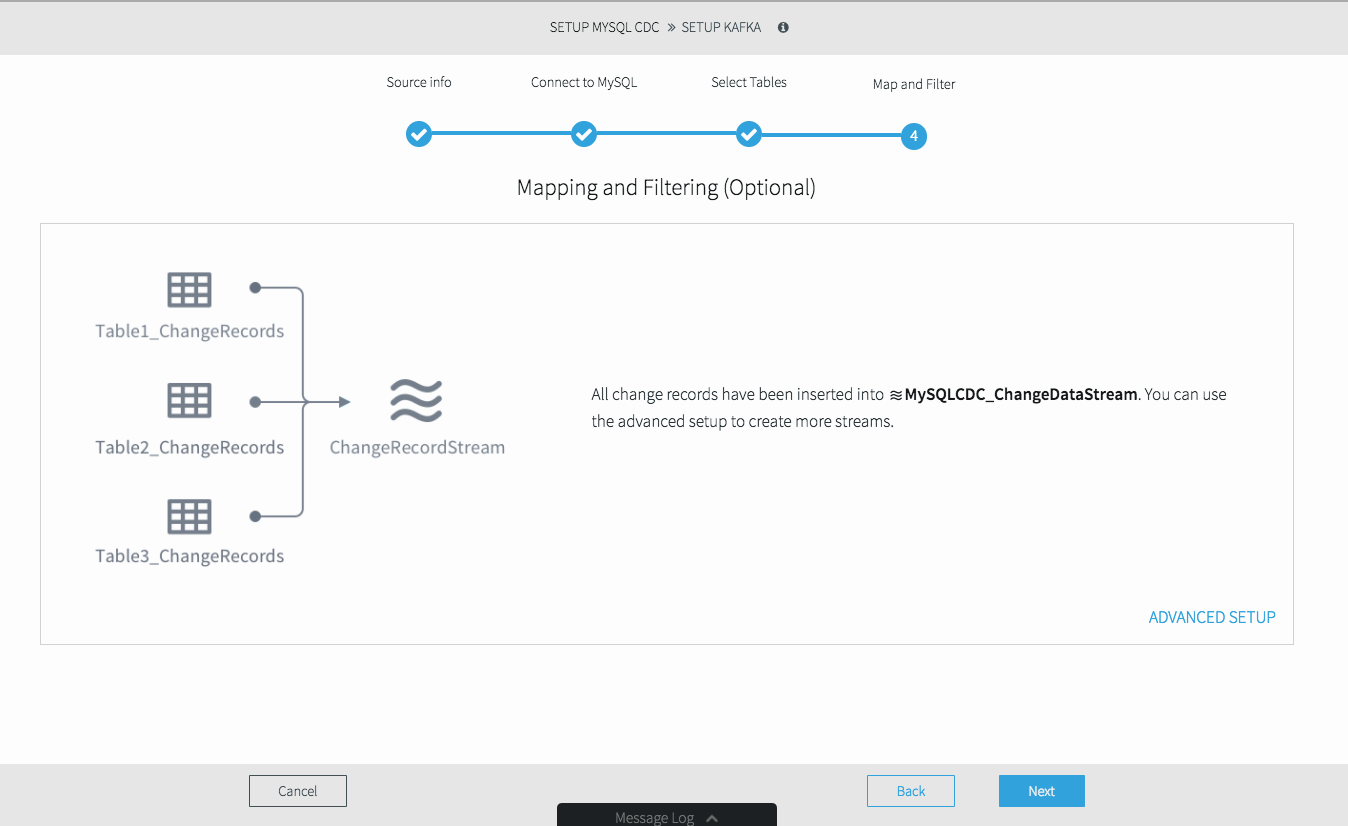 SETUP MYSQL CDC » SETUP KAFKA
Source info
Connect to MySQL
Select Tables
Map and Filter
4
Mapping and Filtering (Optional)
Table1_ChangeRecords
Table2_ChangeRecords
ChangeRecordStream
Table3_ChangeRecords
All change records have been inserted into ≋MySQLCDC_ChangeDataStream. You can use
the advanced setup to create more streams.
ADVANCED SETUP
Cancel
Back
Next
Message Log